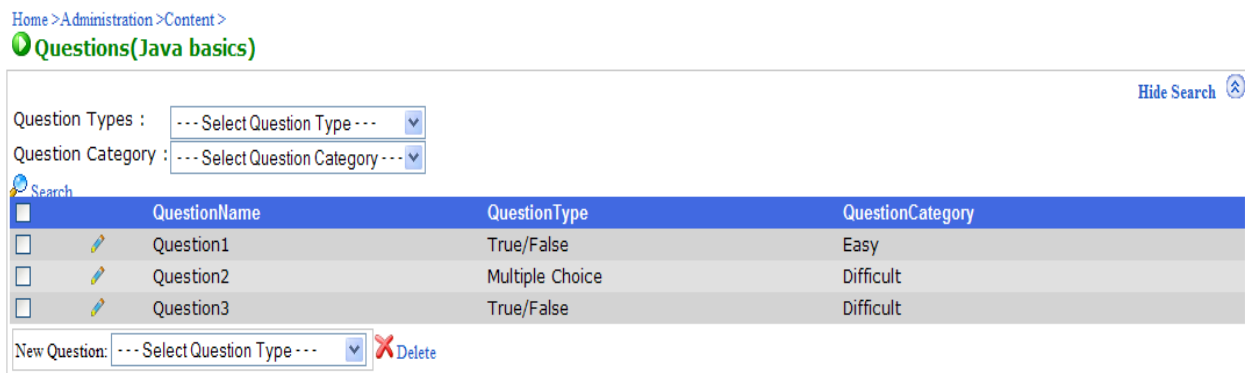 Home >Administration >Content >
Questions(Java basics)
Hide Search
Question Types : - - - Select Question Type - - -
Question Category : - - - Select Question Category - - -
Search
QuestionName QuestionType QuestionCategory
Question1 True/False Easy
Question2 Multiple Choice Difficult
Question3 True/False Difficult
New Question: - - - Select Question Type - - - Delete